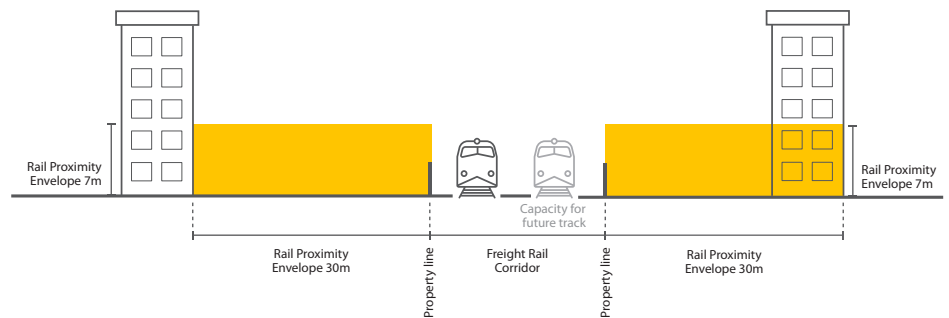 Rail Proximity
Envelope 7m
Capacity for
future track
Rail Proximity
Envelope 7m
Rail Proximity
Envelope 30m
Property line
Freight Rail
Corridor
Property line
Rail Proximity
Envelope 30m